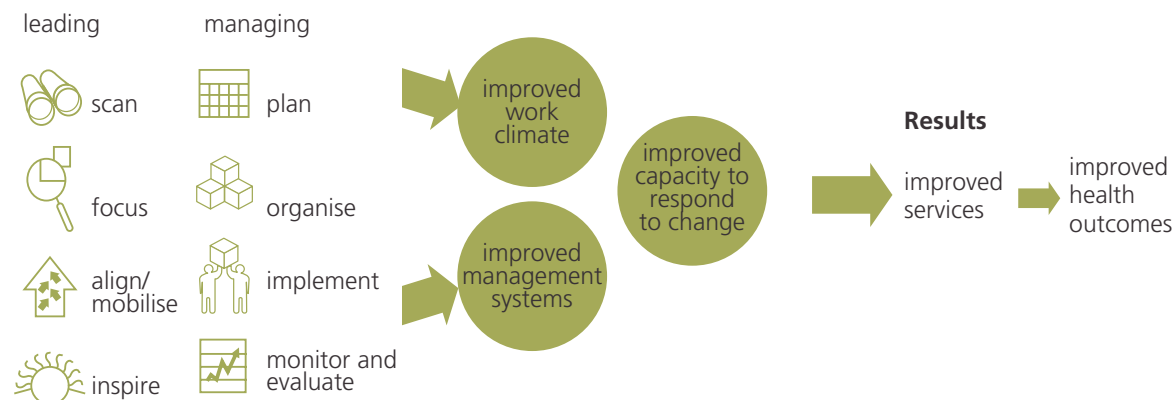 leading
scan
focus
align/
mobilise
inspire
managing
plan
organise
implement
monitor and
evaluate
improved
work
climate
improved
management
systems
improved
capacity to
respond
to change
Results
improved
services
improved
health
outcomes